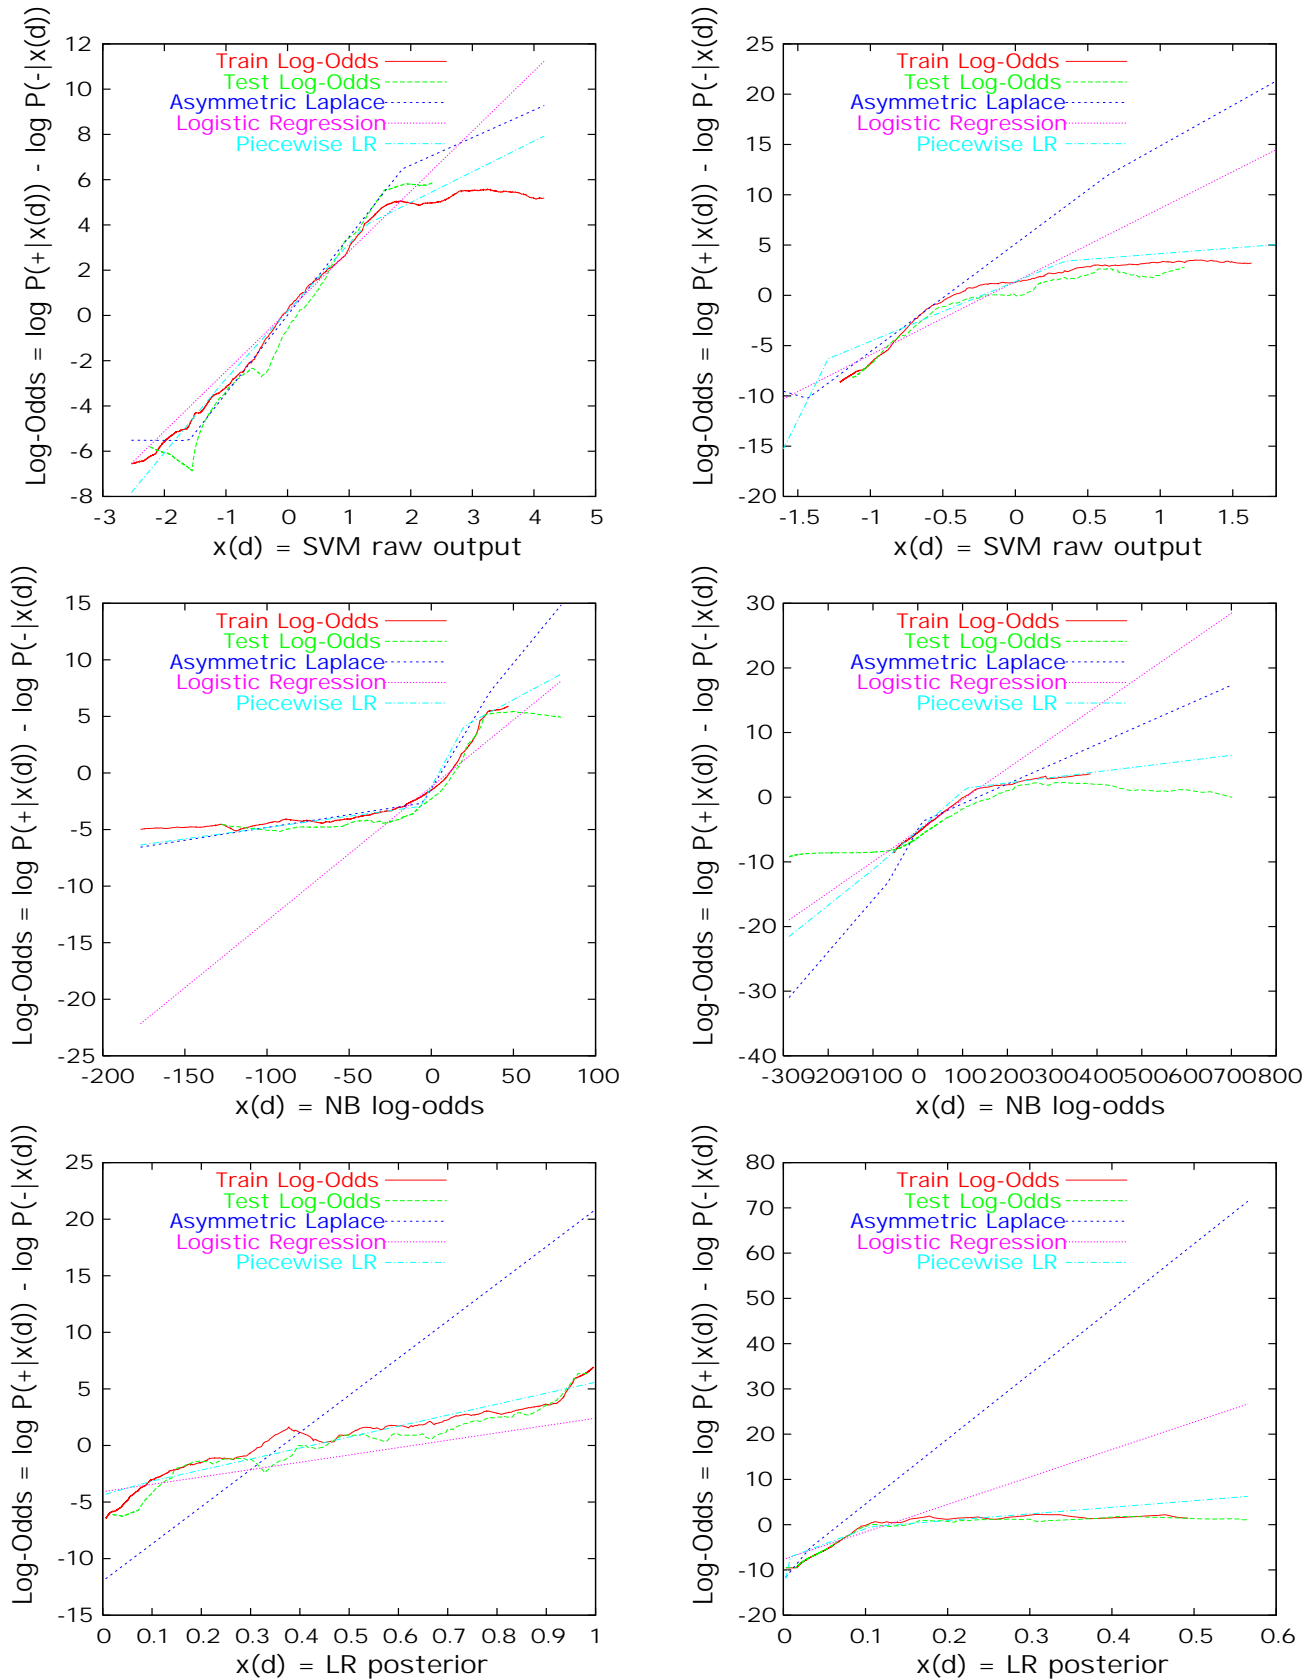 Log-Odds = log P(+|x(d)) - log P(-|x(d))
12
10
8
6
4
2
0
-2
-4
-6
-8
Train Log-Odds
Test Log-Odds
Asymmetric Laplace
Logistic Regression
Piecewise LR
-3 -2 -1 0 1 2 3 4 5
x(d) = SVM raw output
Log-Odds = log P(+|x(d)) - log P(-|x(d))
25
20
15
10
5
0
-5
-10
-15
-20
Train Log-Odds
Test Log-Odds
Asymmetric Laplace
Logistic Regression
Piecewise LR
-1.5 -1 -0.5 0 0.5 1 1.5
x(d) = SVM raw output
Log-Odds = log P(+|x(d)) - log P(-|x(d))
15
10
5
0
-5
-10
-15
-20
-25
Train Log-Odds
Test Log-Odds
Asymmetric Laplace
Logistic Regression
Piecewise LR
-200 -150 -100 -50 0 50 100
x(d) = NB log-odds
Log-Odds = log P(+|x(d)) - log P(-|x(d))
30
20
10
0
-10
-20
-30
-40
Train Log-Odds
Test Log-Odds
Asymmetric Laplace
Logistic Regression
Piecewise LR
-300 -200 -100 0 100 200 300 400 500 600 700 800
x(d) = NB log-odds
Log-Odds = log P(+|x(d)) - log P(-|x(d))
25
20
15
10
5
0
-5
-10
-15
Train Log-Odds
Test Log-Odds
Asymmetric Laplace
Logistic Regression
Piecewise LR
0 0.1 0.2 0.3 0.4 0.5 0.6 0.7 0.8 0.9 1
x(d) = LR posterior
Log-Odds = log P(+|x(d)) - log P(-|x(d))
80
70
60
50
40
30
20
10
0
-10
-20
Train Log-Odds
Test Log-Odds
Asymmetric Laplace
Logistic Regression
Piecewise LR
0 0.1 0.2 0.3 0.4 0.5 0.6
x(d) = LR posterior